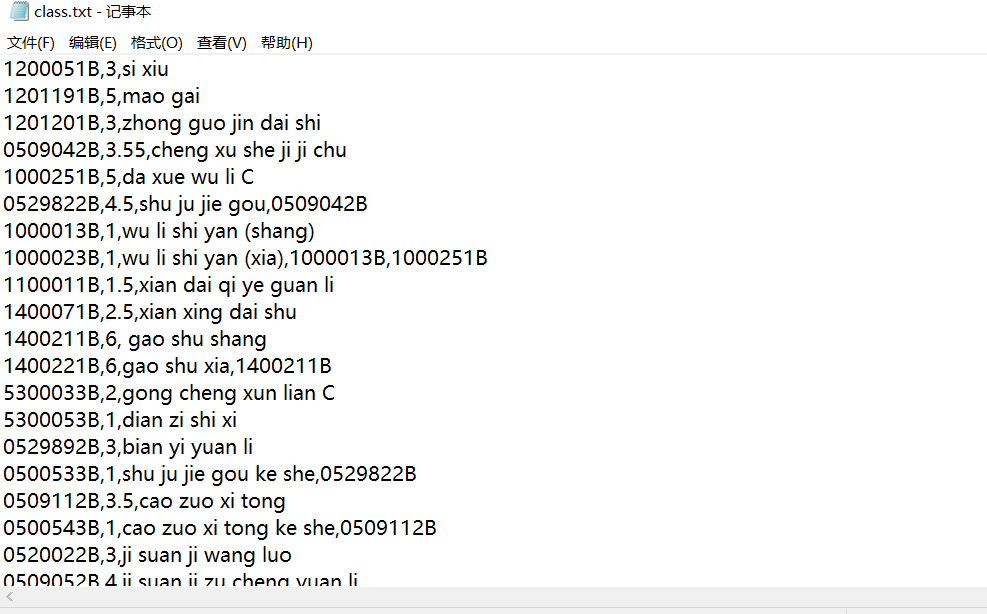 class.txt - 记事本
文件(F) 编辑(E) 格式(O) 查看(V) 帮助(H)
1200051B,3,si xiu
1201191B,5,mao gai
1201201B,3,zhong guo jin dai shi
0509042B,3.55,cheng xu she ji ji chu
1000251B,5,da xue wu li C
0529822B,4.5,shu ju jie gou,0509042B
1000013B,1,wu li shi yan (shang)
1000023B,1,wu li shi yan (xia),1000013B,1000251B
1100011B,1.5,xian dai qi ye guan li
1400071B,2.5,xian xing dai shu
1400211B,6, gao shu shang
1400221B,6,gao shu xia,1400211B
5300033B,2,gong cheng xun lian C
5300053B,1,dian zi shi xi
0529892B,3,bian yi yuan li
0500533B,1,shu ju jie gou ke she,0529822B
0509112B,3.5,cao zuo xi tong
0500543B,1,cao zuo xi tong ke she,0509112B
0520022B,3,ji suan ji wang luo
0509052B,4,ji suan ji zu cheng yuan li